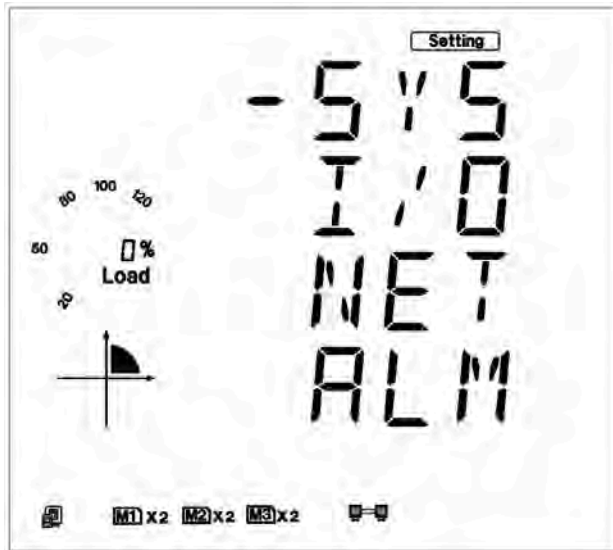 Setting
- SYS
I/O
NET
ALM
100
80
120
50
0%
Load
20
M1 X2 M2 X2 M3 X2